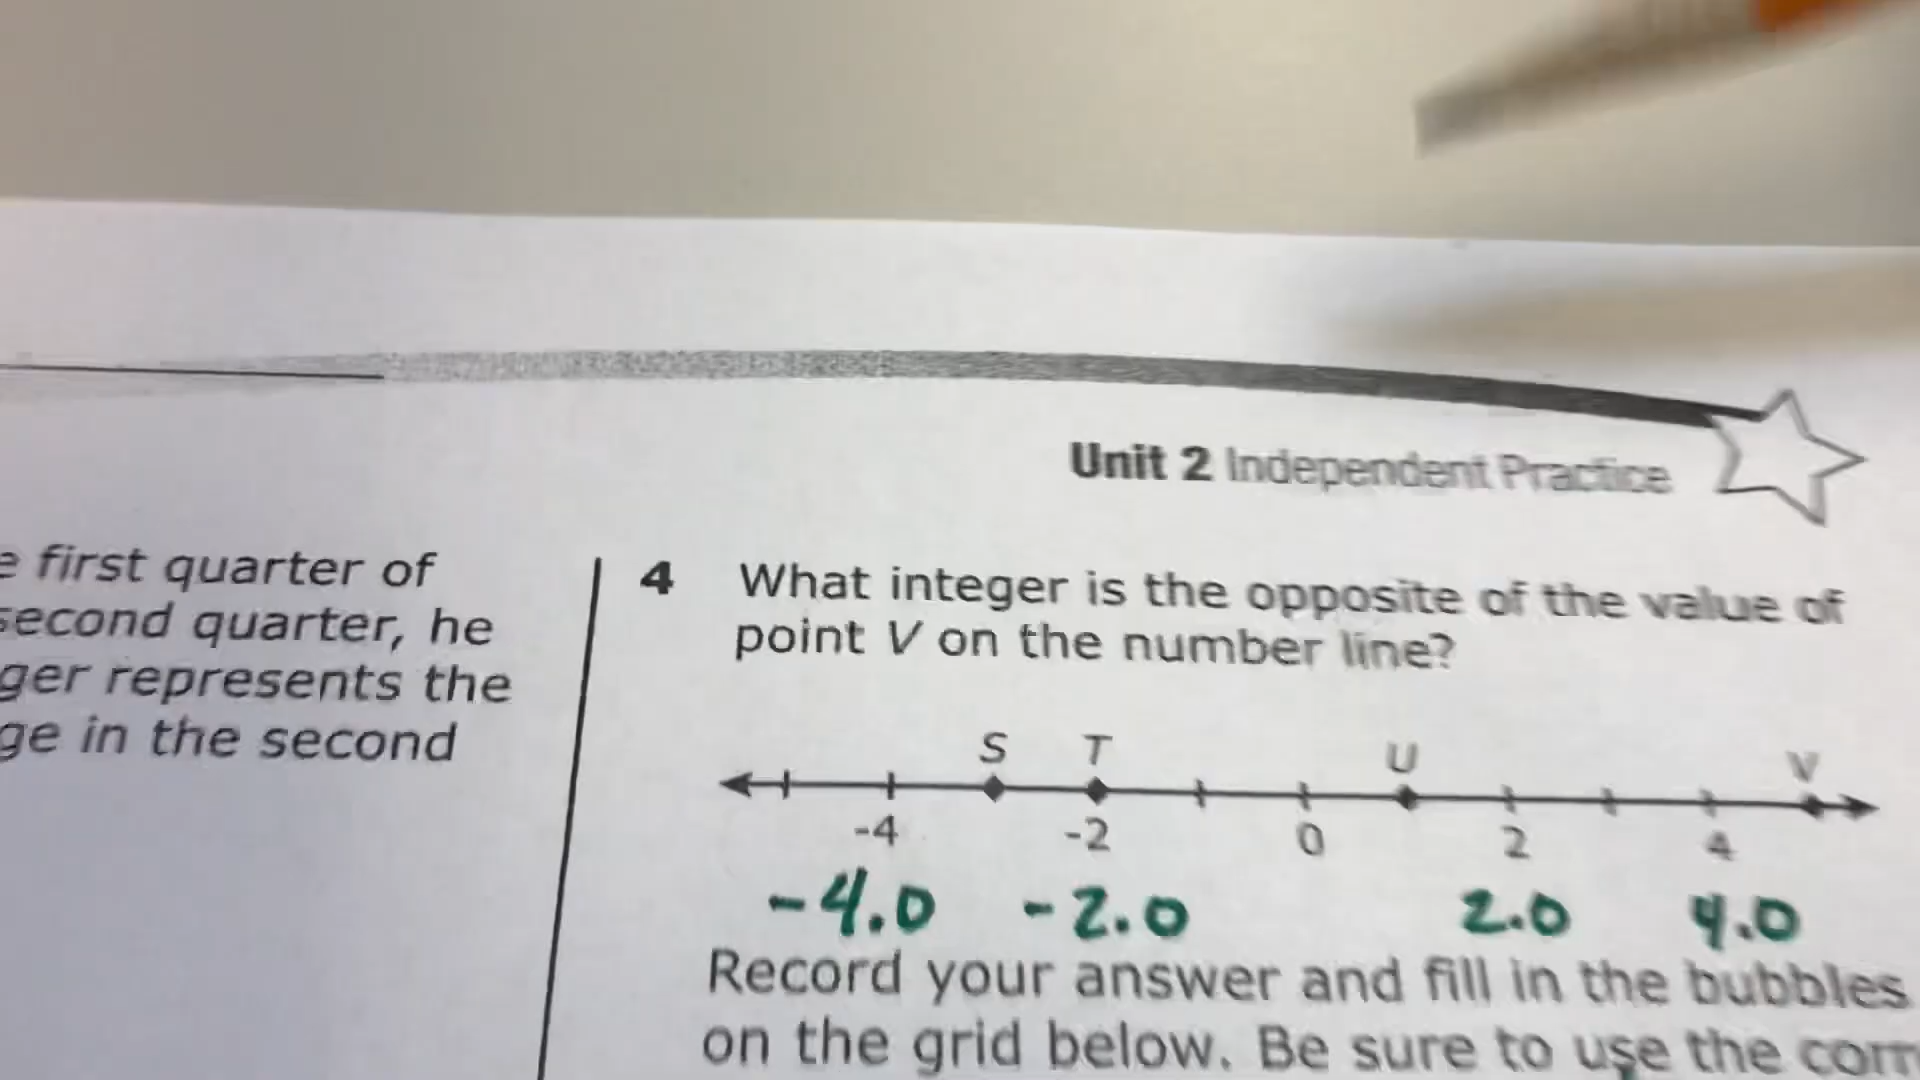 Unit 2 Independent Practice
first quarter of
second quarter, he
ger represents the
ge in the second
4 What integer is the opposite of the value of
point V on the number line?
S T U V
-4 -2 0 2 4
-4.0 -2.0 2.0 4.0
Record your answer and fill in the bubbles
on the grid below. Be sure to use the corr